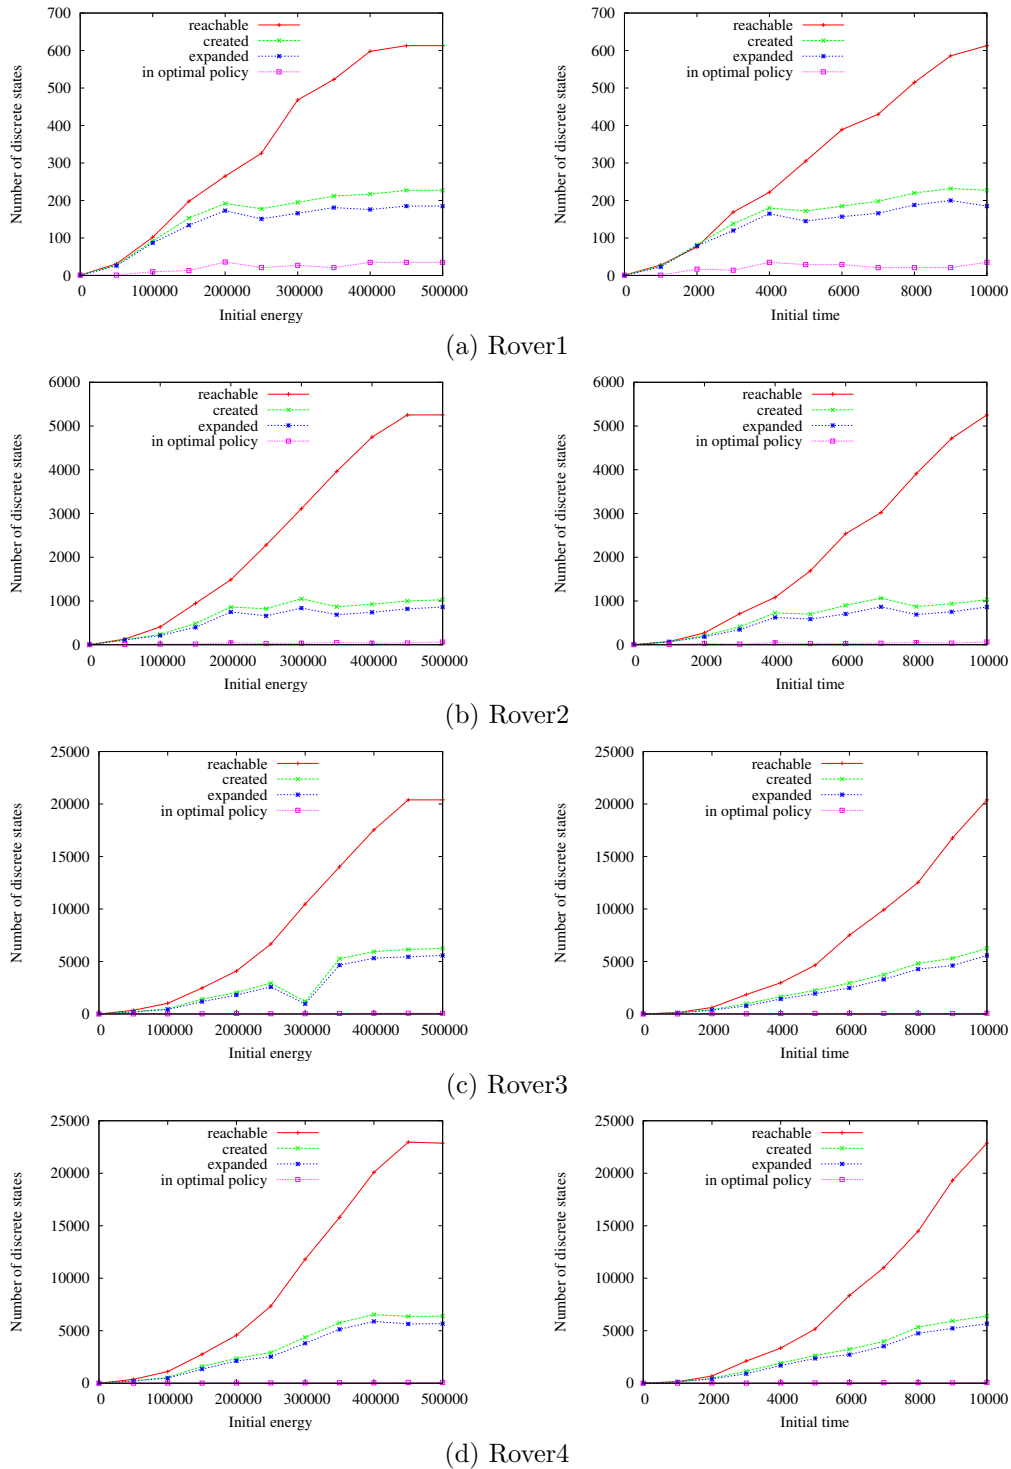 Number of discrete states
700
600
500
400
300
200
100
0
reachable
created
expanded
in optimal policy
0 100000 200000 300000 400000 500000
Initial energy
Number of discrete states
700
600
500
400
300
200
100
0
reachable
created
expanded
in optimal policy
0 2000 4000 6000 8000 10000
Initial time
(a) Rover1
Number of discrete states
6000
5000
4000
3000
2000
1000
0
reachable
created
expanded
in optimal policy
0 100000 200000 300000 400000 500000
Initial energy
Number of discrete states
6000
5000
4000
3000
2000
1000
0
reachable
created
expanded
in optimal policy
0 2000 4000 6000 8000 10000
Initial time
(b) Rover2
Number of discrete states
25000
20000
15000
10000
5000
0
reachable
created
expanded
in optimal policy
0 100000 200000 300000 400000 500000
Initial energy
Number of discrete states
25000
20000
15000
10000
5000
0
reachable
created
expanded
in optimal policy
0 2000 4000 6000 8000 10000
Initial time
(c) Rover3
Number of discrete states
25000
20000
15000
10000
5000
0
reachable
created
expanded
in optimal policy
0 100000 200000 300000 400000 500000
Initial energy
Number of discrete states
25000
20000
15000
10000
5000
0
reachable
created
expanded
in optimal policy
0 2000 4000 6000 8000 10000
Initial time
(d) Rover4